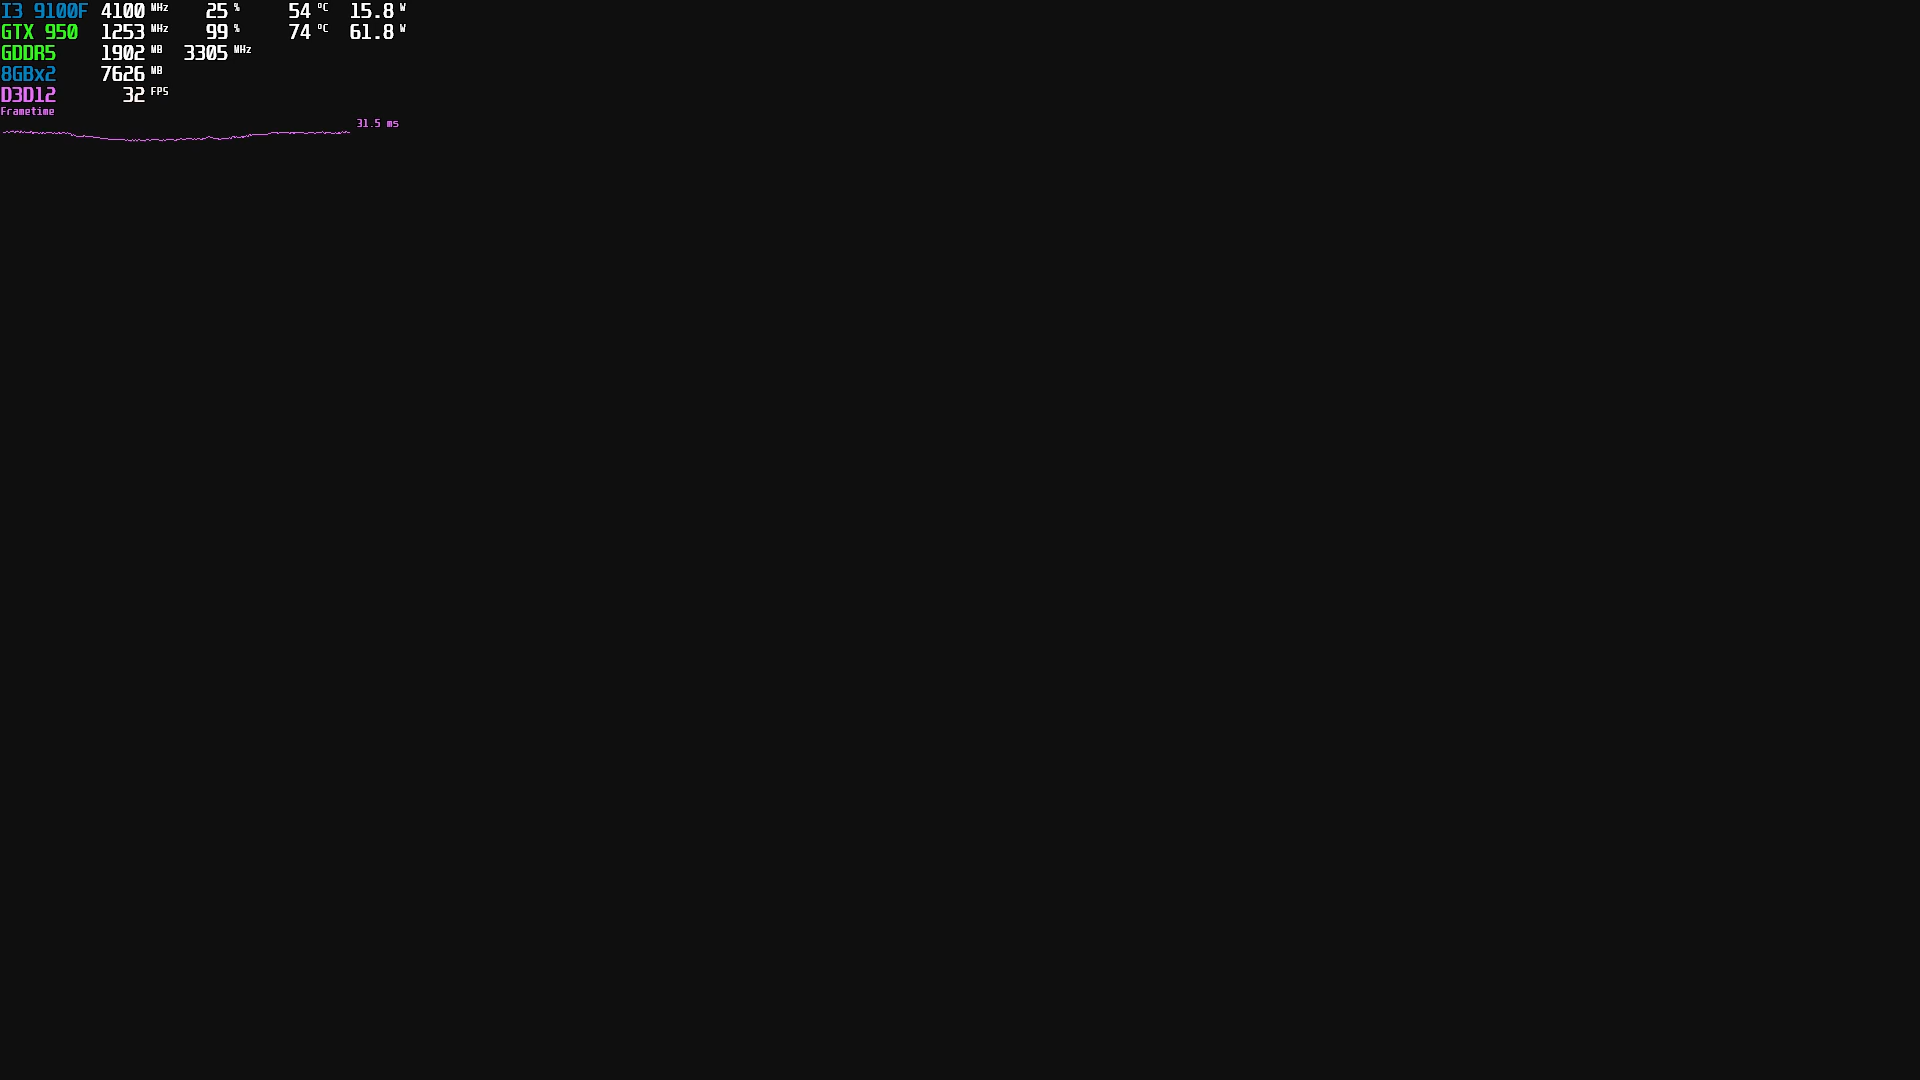 I3 9100F 4100 MHz 25 % 54 °C 15.8 W
GTX 950 1253 MHz 99 % 74 °C 61.8 W
GDDR5 1902 MB 3305 MHz
8GBx2 7626 MB
D3D12 32 FPS
Frametime
31.5 ms